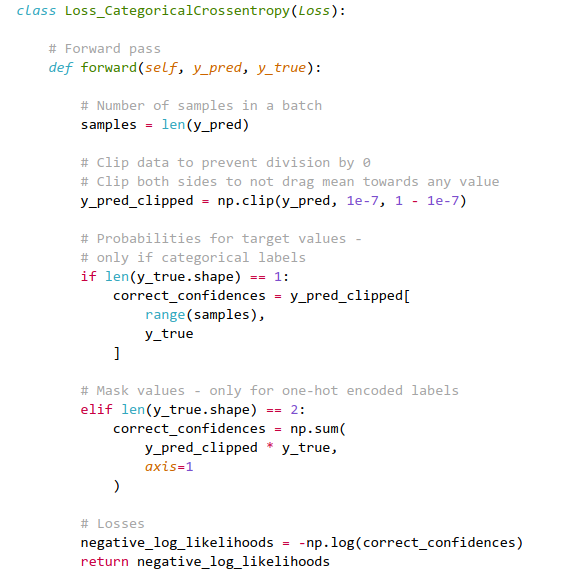 class Loss_CategoricalCrossentropy(Loss):

    # Forward pass
    def forward(self, y_pred, y_true):

        # Number of samples in a batch
        samples = len(y_pred)

        # Clip data to prevent division by 0
        # Clip both sides to not drag mean towards any value
        y_pred_clipped = np.clip(y_pred, 1e-7, 1 - 1e-7)

        # Probabilities for target values -
        # only if categorical labels
        if len(y_true.shape) == 1:
            correct_confidences = y_pred_clipped[
                range(samples),
                y_true
            ]

        # Mask values - only for one-hot encoded labels
        elif len(y_true.shape) == 2:
            correct_confidences = np.sum(
                y_pred_clipped * y_true,
                axis=1
            )

        # Losses
        negative_log_likelihoods = -np.log(correct_confidences)
        return negative_log_likelihoods